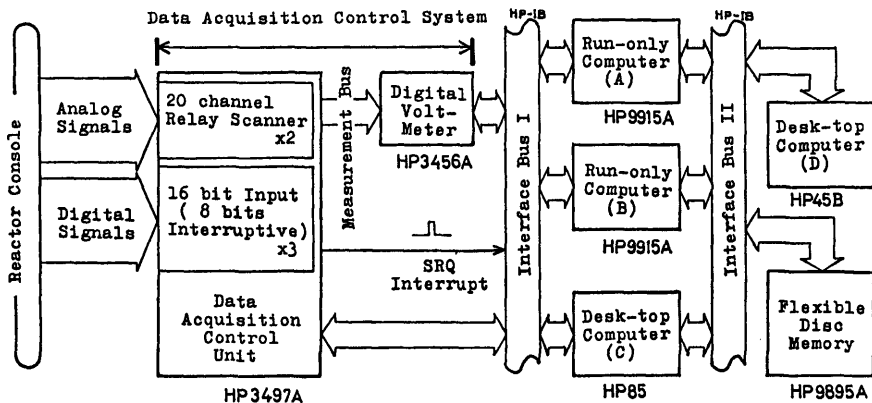 Data Acquisition Control System
HP-IB
HP-IB
Reactor Console
Analog
Signals
Digital
Signals
20 channel
Relay Scanner
x2
16 bit Input
( 8 bits
Interruptive)
x3
Data
Acquisition
Control
Unit
HP3497A
Measurement Bus
Digital
Volt-
Meter
HP3456A
SRQ
Interrupt
Interface Bus I
Run-only
Computer
(A)
HP9915A
Run-only
Computer
(B)
HP9915A
Desk-top
Computer
(C)
HP85
Interface Bus II
Desk-top
Computer
(D)
HP45B
Flexible
Disc
Memory
HP9895A